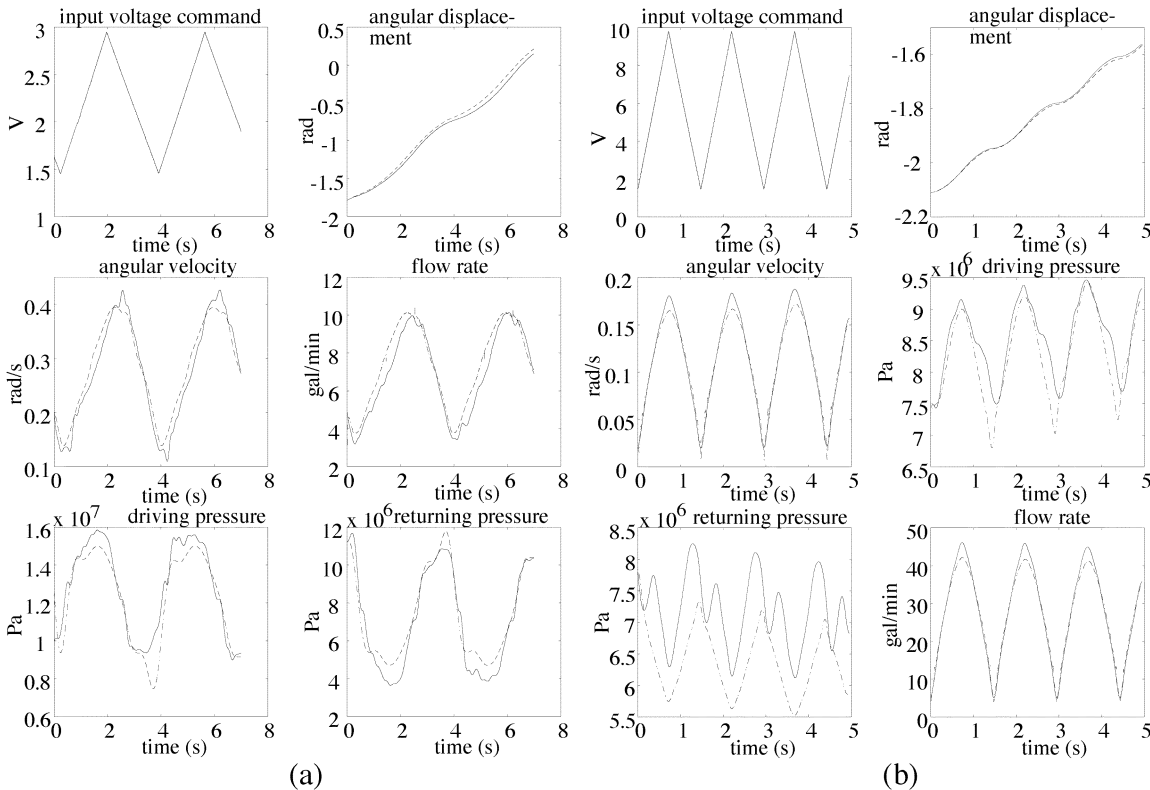 input voltage command
3
2.5
2
1.5
1
V
0 2 4 6 8
time (s)
angular displace-
ment
0.5
0
-0.5
-1
-1.5
-2
rad
0 2 4 6 8
time (s)
input voltage command
10
8
6
4
2
0
V
0 1 2 3 4 5
time (s)
angular displace-
ment
-1.6
-1.8
-2
-2.2
rad
0 1 2 3 4 5
time (s)
angular velocity
0.4
0.3
0.2
0.1
rad/s
0 2 4 6 8
time (s)
flow rate
12
10
8
6
4
2
gal/min
0 2 4 6 8
time (s)
angular velocity
0.2
0.15
0.1
0.05
0
rad/s
0 1 2 3 4 5
time (s)
x 10^6 driving pressure
9.5
9
8.5
8
7.5
7
6.5
Pa
0 1 2 3 4 5
time (s)
x 10^7 driving pressure
1.6
1.4
1.2
1
0.8
0.6
Pa
0 2 4 6 8
time (s)
x 10^6 returning pressure
12
10
8
6
4
2
Pa
0 2 4 6 8
time (s)
x 10^6 returning pressure
8.5
8
7.5
7
6.5
6
5.5
Pa
0 1 2 3 4 5
time (s)
flow rate
50
40
30
20
10
0
gal/min
0 1 2 3 4 5
time (s)
(a)
(b)